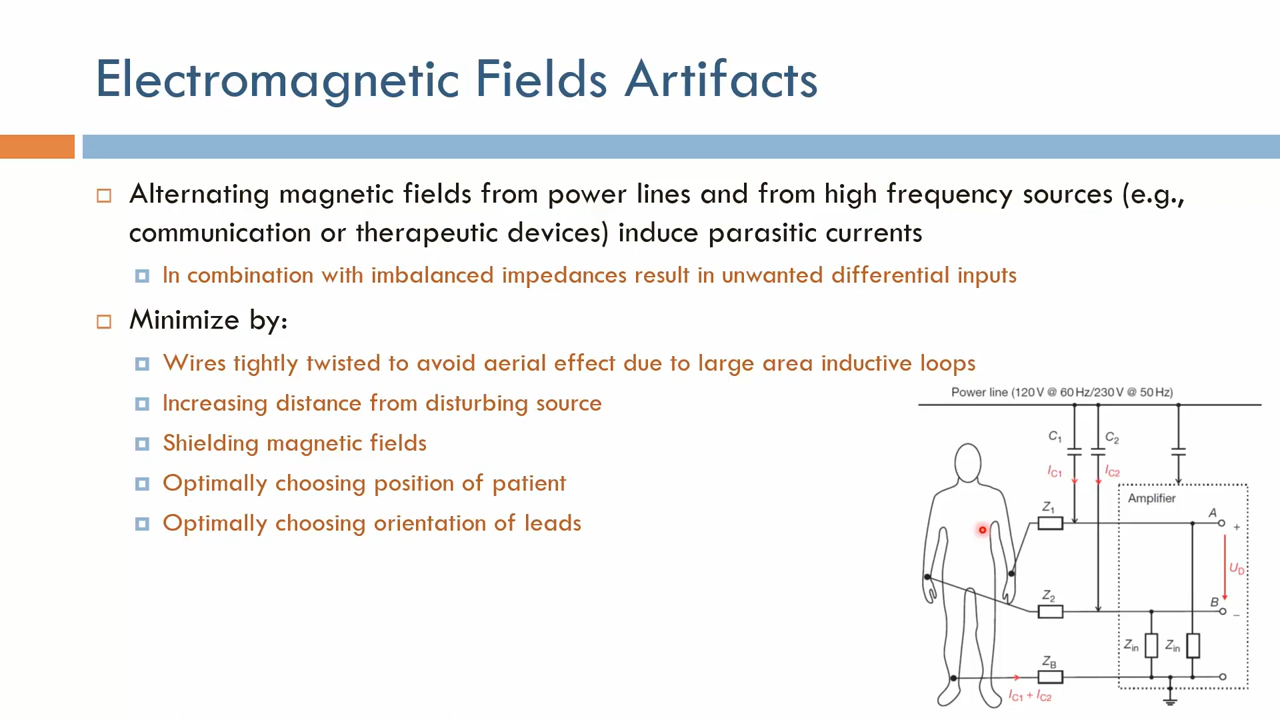 Electromagnetic Fields Artifacts
Alternating magnetic fields from power lines and from high frequency sources (e.g.,
communication or therapeutic devices) induce parasitic currents
In combination with imbalanced impedances result in unwanted differential inputs
Minimize by:
Wires tightly twisted to avoid aerial effect due to large area inductive loops
Increasing distance from disturbing source
Shielding magnetic fields
Optimally choosing position of patient
Optimally choosing orientation of leads
Power line (120 V @ 60 Hz/230 V @ 50 Hz)
C1 C2
IC1 IC2
Amplifier
Z1 A +
UD
Z2 B –
Zin Zin
ZB
IC1 + IC2